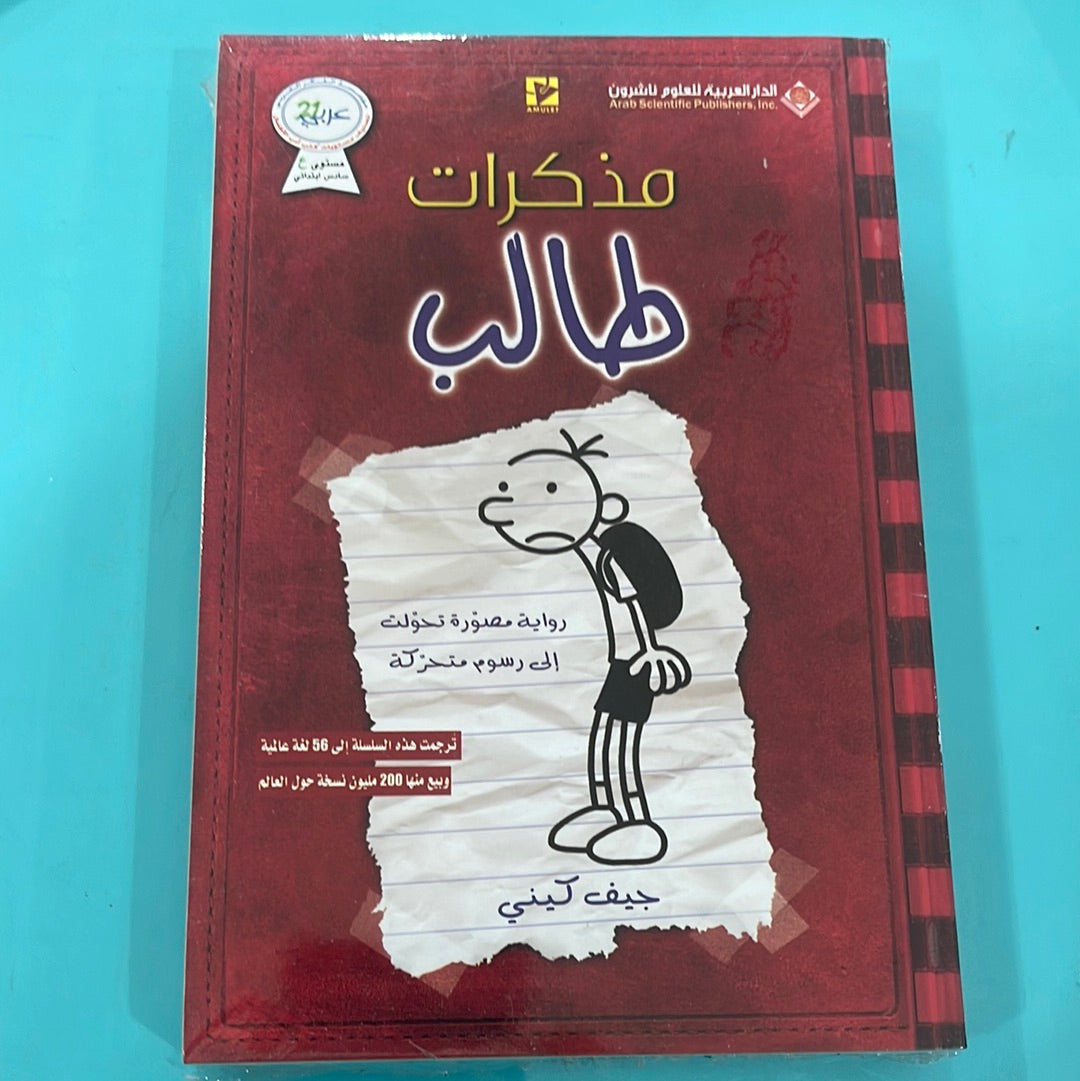 الدار العربية للعلوم ناشرون
Arab Scientific Publishers, Inc.
AMULET
عربي 21
مستوى ع
سادس ابتدائي
مذكرات
طالب
رواية مصوّرة تحوّلت
إلى رسوم متحرّكة
تُرجمت هذه السلسلة إلى 56 لغة عالمية
وبيع منها 200 مليون نسخة حول العالم
جيف كيني